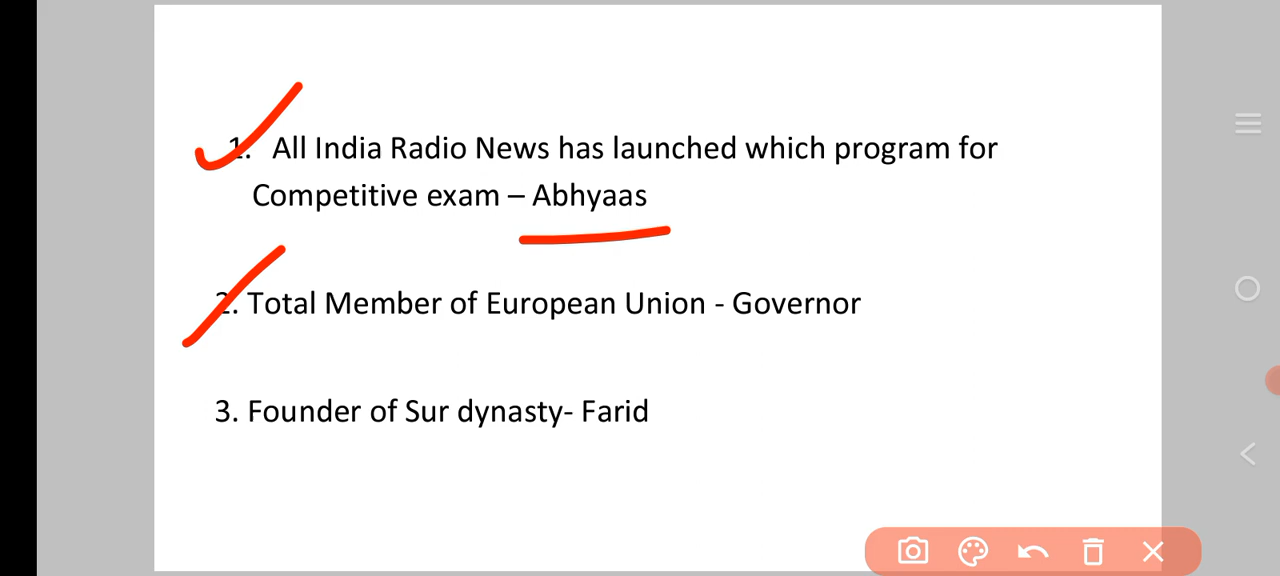 1. All India Radio News has launched which program for
Competitive exam – Abhyaas
2. Total Member of European Union - Governor
3. Founder of Sur dynasty- Farid